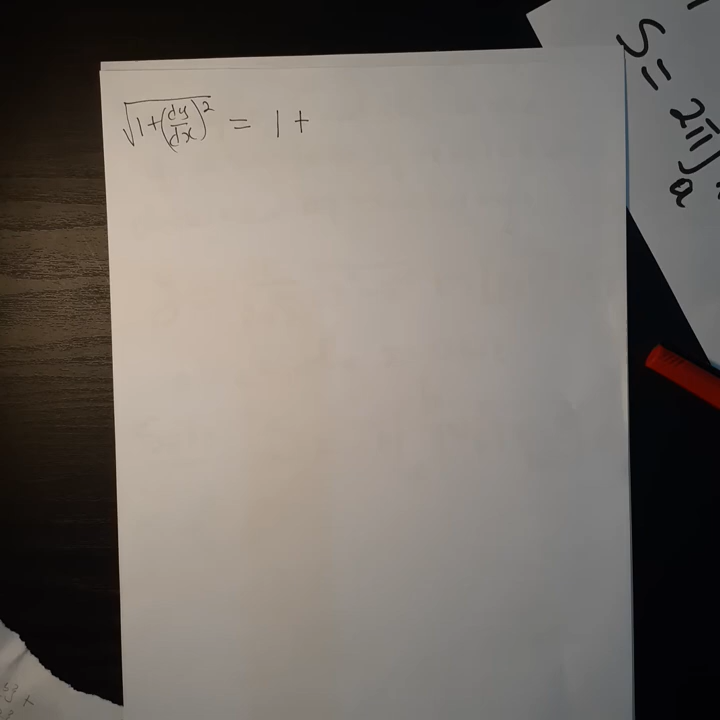 √(1+(dy/dx)²) = 1+
S = 2π∫
a